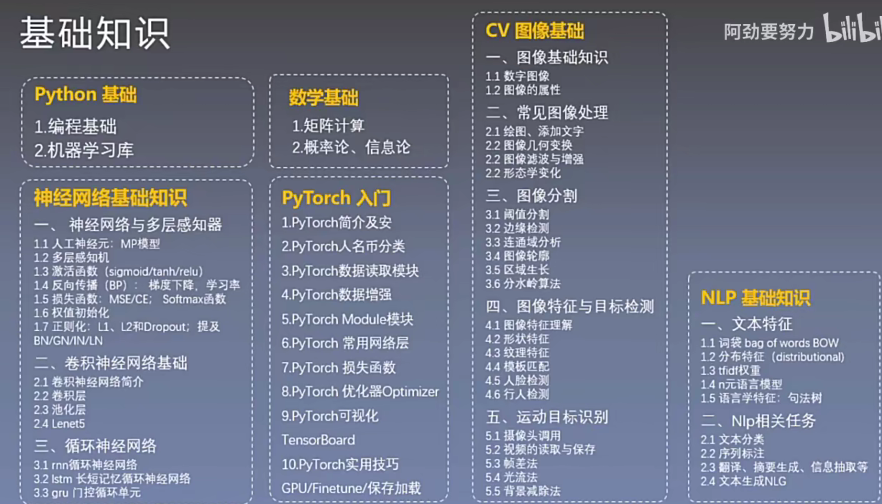 基础知识
阿劲要努力 bilibili
Python 基础
1.编程基础
2.机器学习库
数学基础
1.矩阵计算
2.概率论、信息论
神经网络基础知识
一、 神经网络与多层感知器
1.1 人工神经元：MP模型
1.2 多层感知机
1.3 激活函数（sigmoid/tanh/relu）
1.4 反向传播（BP）：梯度下降，学习率
1.5 损失函数：MSE/CE； Softmax函数
1.6 权值初始化
1.7 正则化：L1、L2和Dropout；提及
BN/GN/IN/LN
二、卷积神经网络基础
2.1 卷积神经网络简介
2.2 卷积层
2.3 池化层
2.4 Lenet5
三、循环神经网络
3.1 rnn循环神经网络
3.2 lstm 长短记忆循环神经网络
3.3 gru 门控循环单元
PyTorch 入门
1.PyTorch简介及安
2.PyTorch人名币分类
3.PyTorch数据读取模块
4.PyTorch数据增强
5.PyTorch Module模块
6.PyTorch 常用网络层
7.PyTorch 损失函数
8.PyTorch 优化器Optimizer
9.PyTorch可视化
TensorBoard
10.PyTorch实用技巧
GPU/Finetune/保存加载
CV 图像基础
一、图像基础知识
1.1 数字图像
1.2 图像的属性
二、常见图像处理
2.1 绘图、添加文字
2.2 图像几何变换
2.2 图像滤波与增强
2.2 形态学变化
三、图像分割
3.1 阈值分割
3.2 边缘检测
3.3 连通域分析
3.4 图像轮廓
3.5 区域生长
3.6 分水岭算法
四、图像特征与目标检测
4.1 图像特征理解
4.2 形状特征
4.3 纹理特征
4.4 模板匹配
4.5 人脸检测
4.6 行人检测
五、运动目标识别
5.1 摄像头调用
5.2 视频的读取与保存
5.3 帧差法
5.4 光流法
5.5 背景减除法
NLP 基础知识
一、文本特征
1.1 词袋 bag of words BOW
1.2 分布特征（distributional)
1.3 tfidf权重
1.4 n元语言模型
1.5 语言学特征：句法树
二、Nlp相关任务
2.1 文本分类
2.2 序列标注
2.3 翻译、摘要生成、信息抽取等
2.4 文本生成NLG